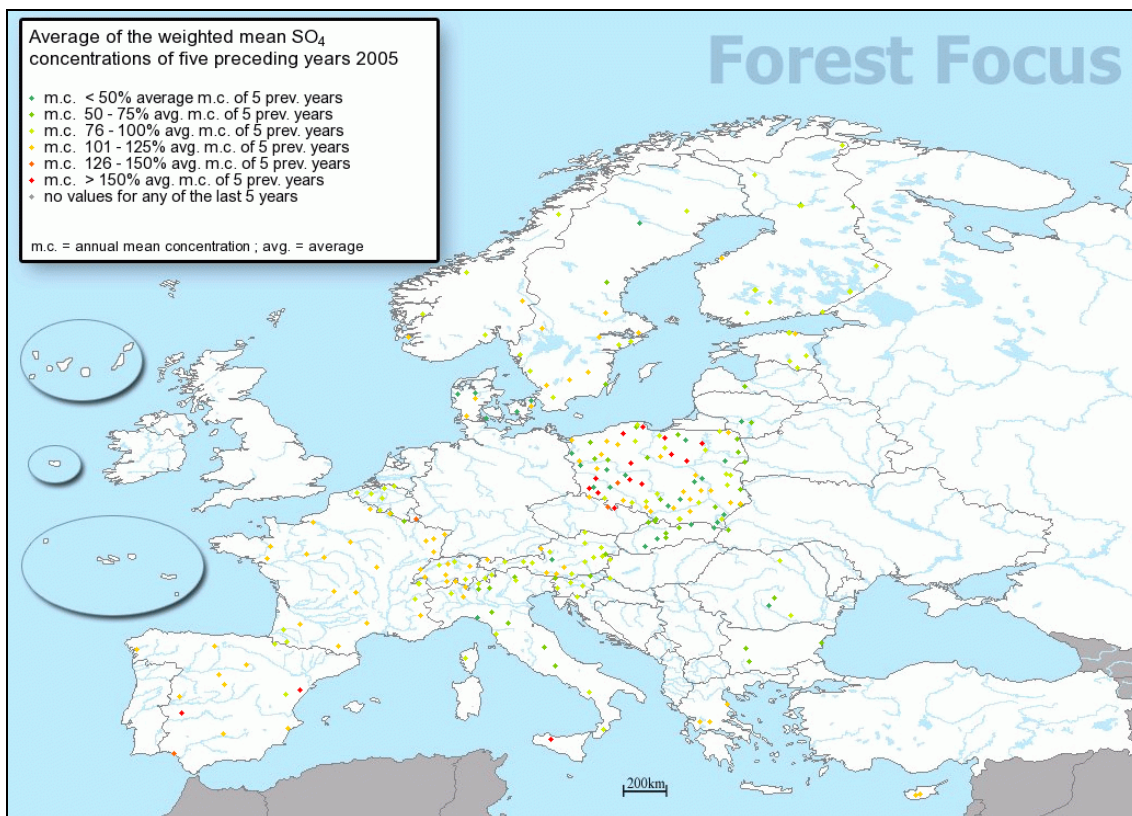 Average of the weighted mean SO₄
concentrations of five preceding years 2005
m.c. < 50% average m.c. of 5 prev. years
m.c. 50 - 75% avg. m.c. of 5 prev. years
m.c. 76 - 100% avg. m.c. of 5 prev. years
m.c. 101 - 125% avg. m.c. of 5 prev. years
m.c. 126 - 150% avg. m.c. of 5 prev. years
m.c. > 150% avg. m.c. of 5 prev. years
no values for any of the last 5 years
m.c. = annual mean concentration ; avg. = average
Forest Focus
200km